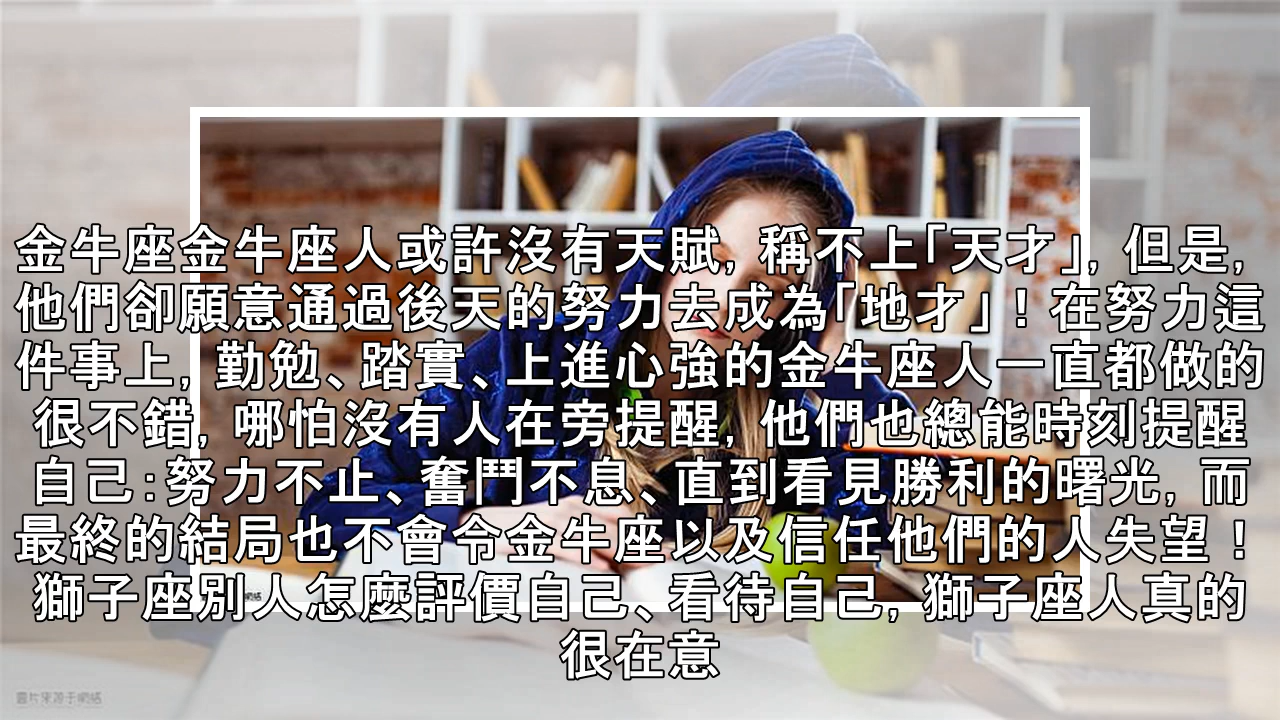 金牛座金牛座人或許沒有天賦, 稱不上「天才」, 但是,
他們卻願意通過後天的努力去成為「地才」! 在努力這
件事上, 勤勉、踏實、上進心強的金牛座人一直都做的
很不錯, 哪怕沒有人在旁提醒, 他們也總能時刻提醒
自己:努力不止、奮鬥不息、直到看見勝利的曙光, 而
最終的結局也不會令金牛座以及信任他們的人失望!
獅子座別人怎麼評價自己、看待自己, 獅子座人真的
很在意
圖片來源于網絡